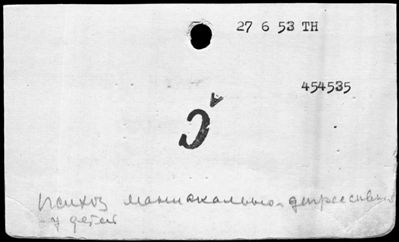 27 6 53 TH
454535
Č
психоз маниакально-депрессивный
- у детей